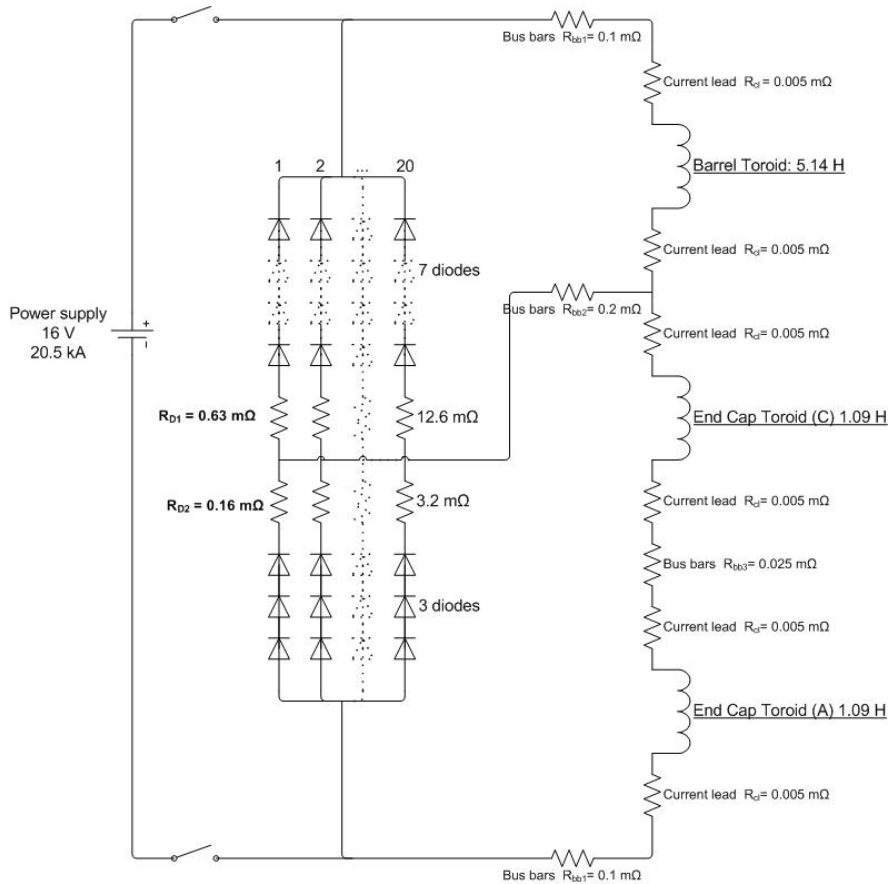 Bus bars R_bb1= 0.1 mΩ
Current lead R_cl= 0.005 mΩ
1 2 ... 20
Barrel Toroid: 5.14 H
Current lead R_cl= 0.005 mΩ
7 diodes
Bus bars R_bb2= 0.2 mΩ
Power supply
16 V
20.5 kA
+
-
Current lead R_cl= 0.005 mΩ
R_D1 = 0.63 mΩ
12.6 mΩ
End Cap Toroid (C) 1.09 H
R_D2 = 0.16 mΩ
3.2 mΩ
Current lead R_cl= 0.005 mΩ
Bus bars R_bb3= 0.025 mΩ
3 diodes
Current lead R_cl= 0.005 mΩ
End Cap Toroid (A) 1.09 H
Current lead R_cl= 0.005 mΩ
Bus bars R_bb1= 0.1 mΩ